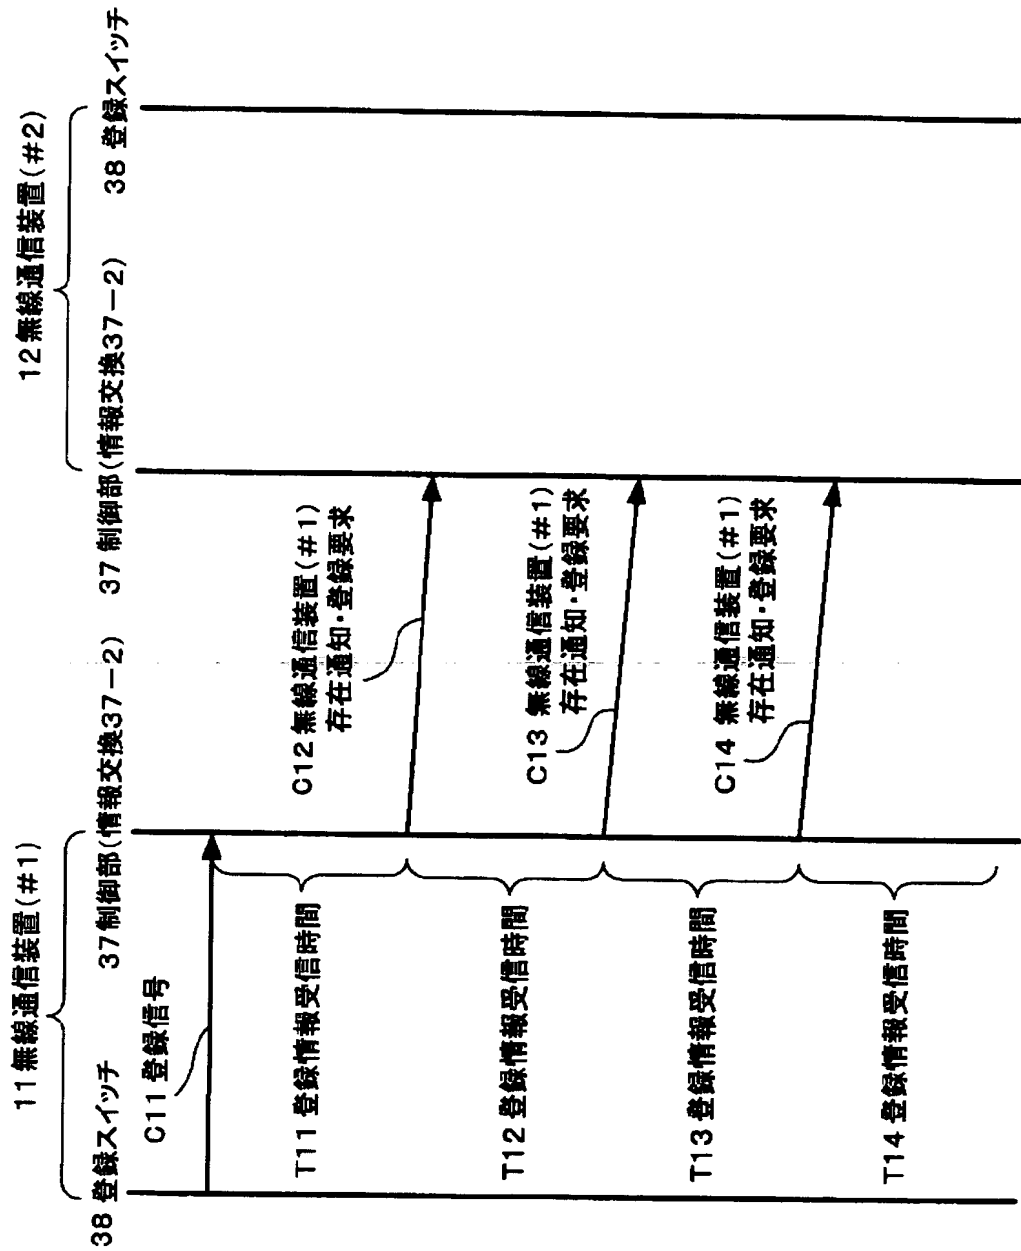 11 無線通信装置(#1)
12 無線通信装置(#2)
38 登録スイッチ
37 制御部(情報交換37-2)
37 制御部(情報交換37-2)
38 登録スイッチ
C11 登録信号
T11 登録情報受信時間
C12 無線通信装置(#1)
存在通知・登録要求
T12 登録情報受信時間
C13 無線通信装置(#1)
存在通知・登録要求
T13 登録情報受信時間
C14 無線通信装置(#1)
存在通知・登録要求
T14 登録情報受信時間